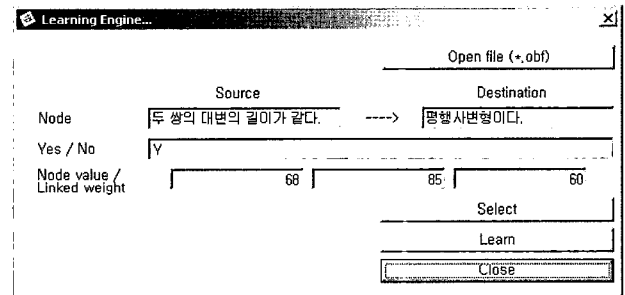 Learning Engine...
Open file (*.obf)
Source Destination
Node 두 쌍의 대변의 길이가 같다. ----> 평행사변형이다.
Yes / No Y
Node value / Linked weight 68 85 60
Select
Learn
Close